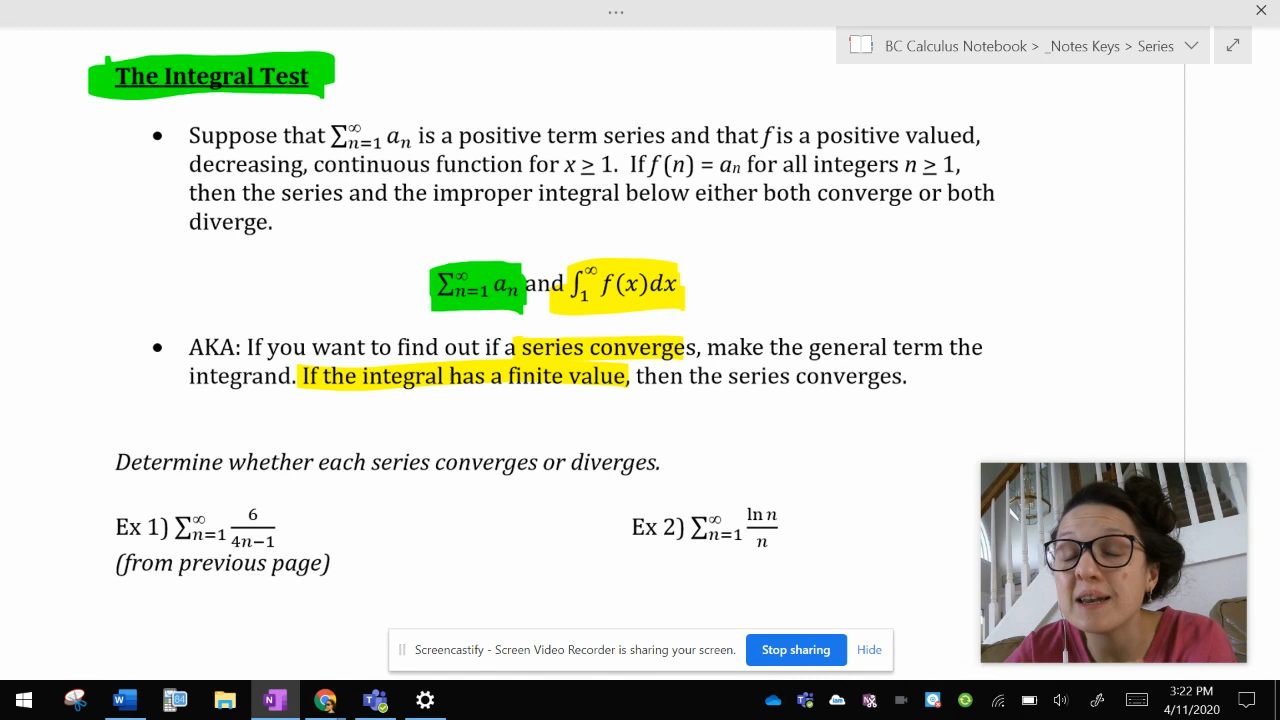 ...
BC Calculus Notebook > _Notes Keys > Series
The Integral Test
• Suppose that ∑_{n=1}^{∞} a_n is a positive term series and that f is a positive valued,
decreasing, continuous function for x ≥ 1. If f (n) = a_n for all integers n ≥ 1,
then the series and the improper integral below either both converge or both
diverge.
∑_{n=1}^{∞} a_n and ∫_1^∞ f(x)dx
• AKA: If you want to find out if a series converges, make the general term the
integrand. If the integral has a finite value, then the series converges.
Determine whether each series converges or diverges.
Ex 1) ∑_{n=1}^{∞} 6/(4n−1)
(from previous page)
Ex 2) ∑_{n=1}^{∞} ln n/n
Screencastify - Screen Video Recorder is sharing your screen. Stop sharing Hide
3:22 PM
4/11/2020